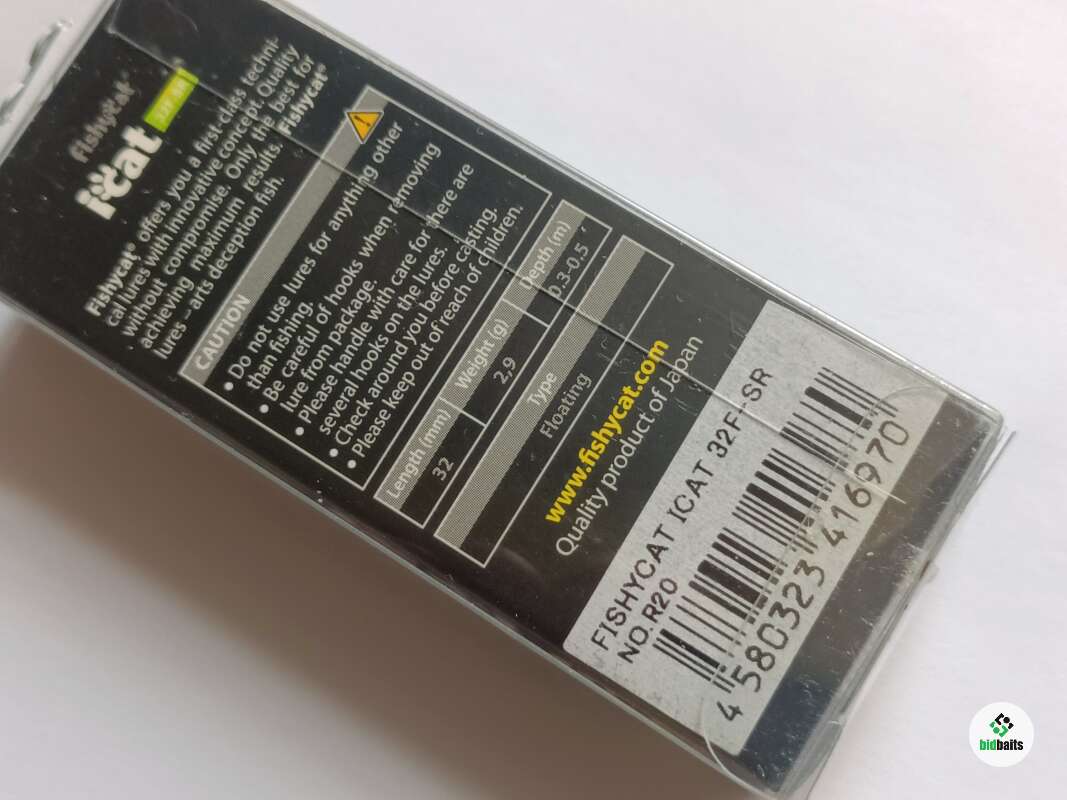 fishycat
i-cat
32F-SR
Fishycat® offers you a first-class techni-
cal lures with innovative concept. Quality
without compromise. Only the best for
achieving maximum results. Fishycat®
lures – arts deception fish.
CAUTION
• Do not use lures for anything other
than fishing.
• Be careful of hooks when removing
lure from package.
• Please handle with care for there are
several hooks on the lures.
• Check around you before casting.
• Please keep out of reach of children.
Length (mm) Weight (g) Depth (m)
32 2,9 0.3-0.5
Type
Floating
www.fishycat.com
Quality product of Japan
FISHYCAT ICAT 32F-SR
NO.R20
4 580323 416970
bidbaits